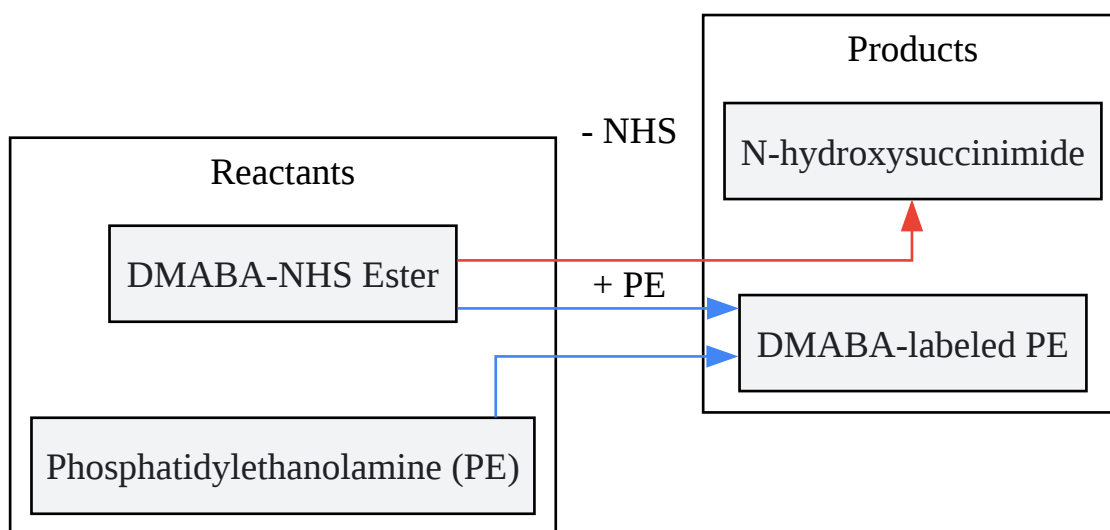 Reactants
DMABA-NHS Ester
Phosphatidylethanolamine (PE)
- NHS
+ PE
Products
N-hydroxysuccinimide
DMABA-labeled PE